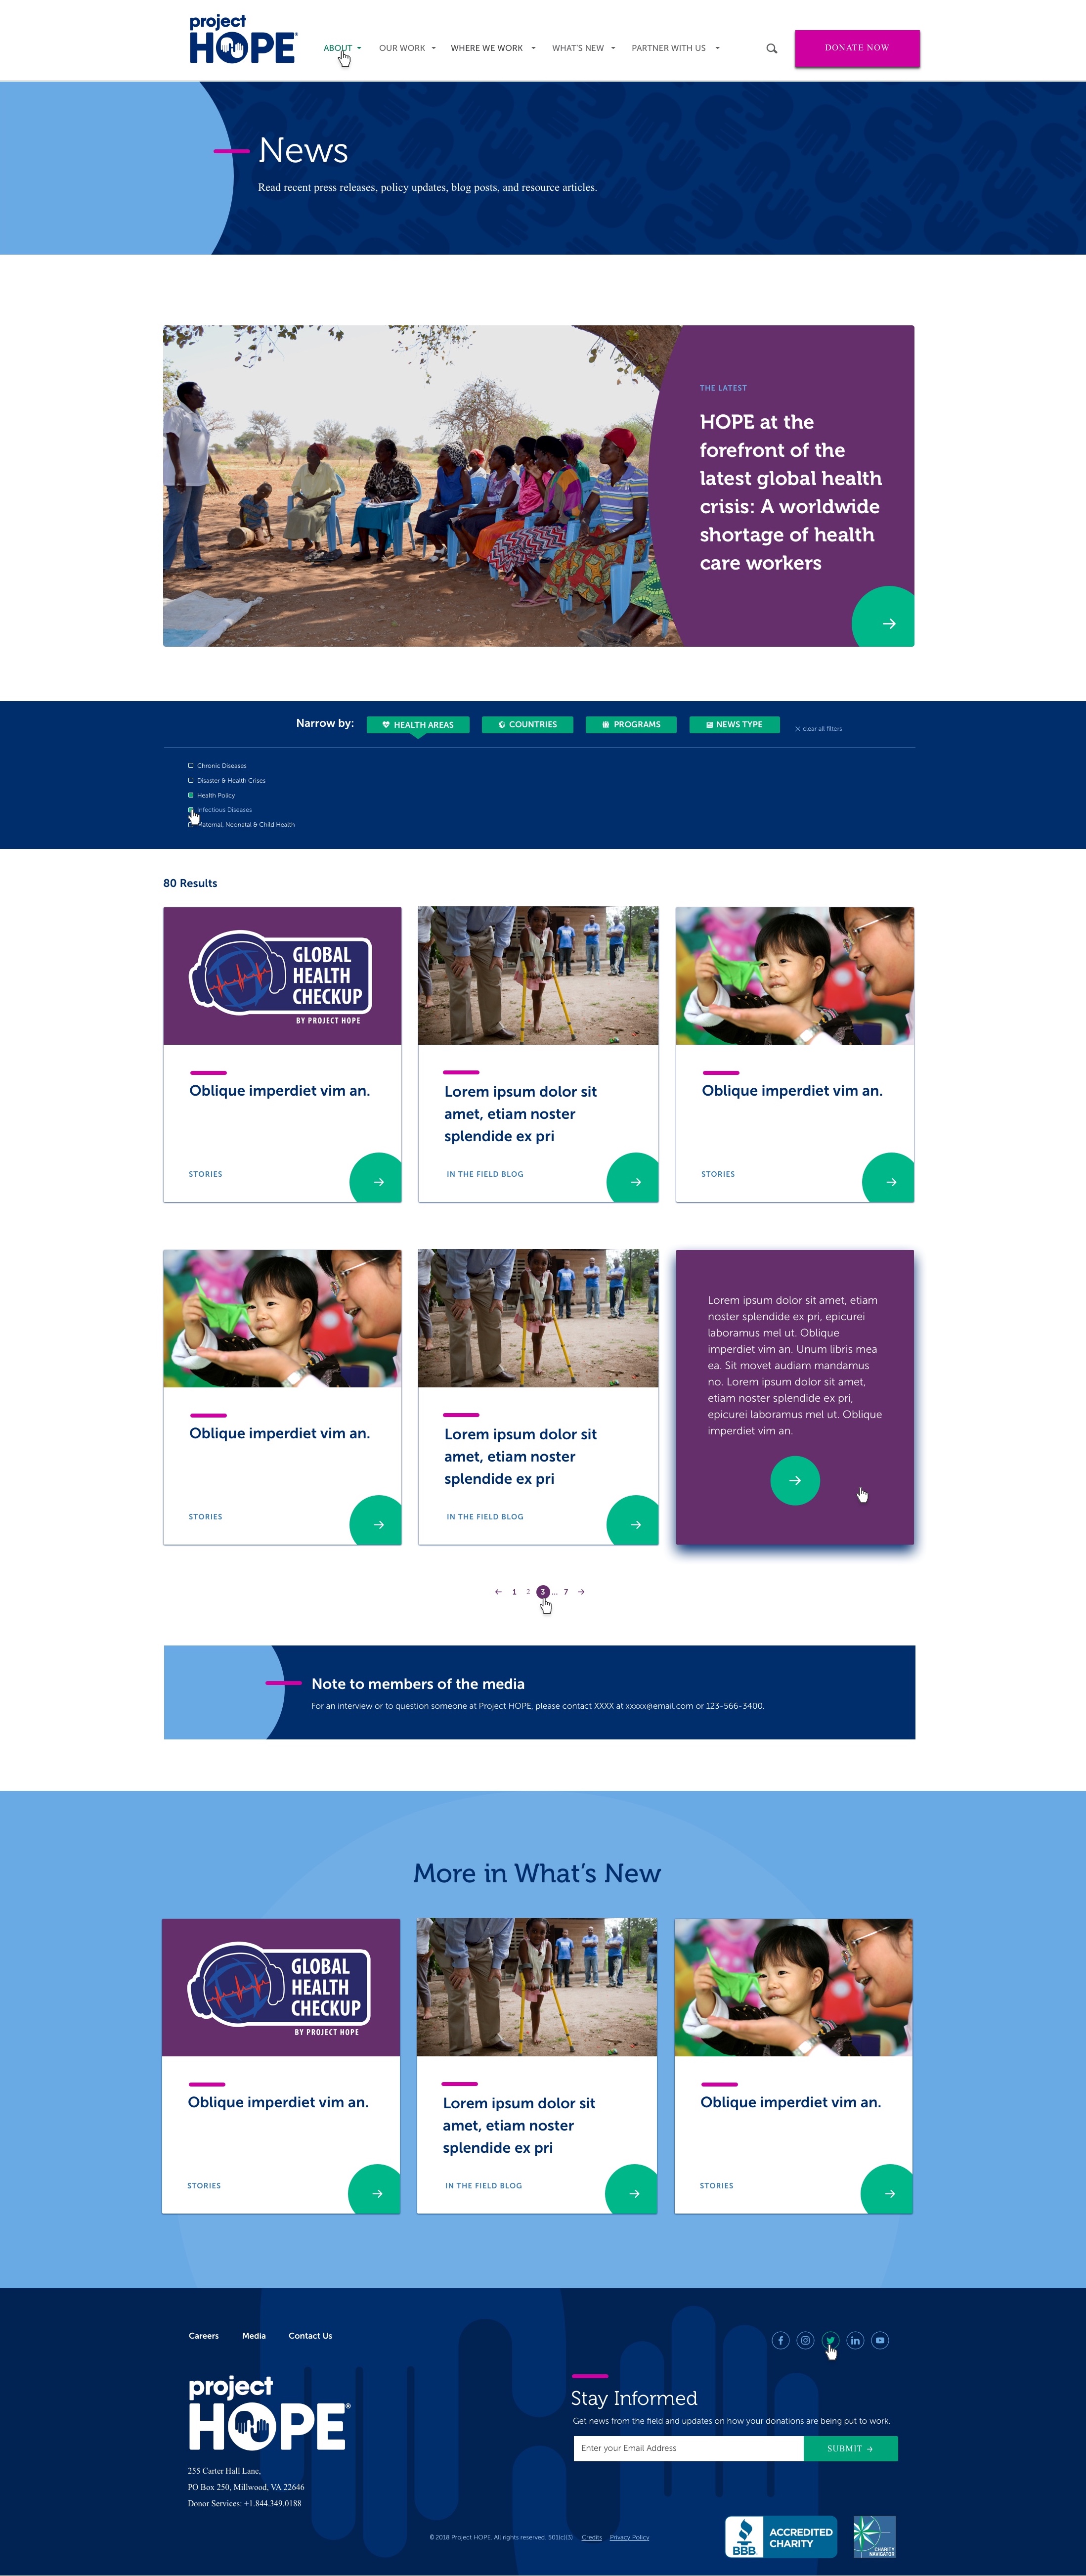 project
HOPE®
ABOUT
OUR WORK
WHERE WE WORK
WHAT'S NEW
PARTNER WITH US
DONATE NOW
News
Read recent press releases, policy updates, blog posts, and resource articles.
THE LATEST
HOPE at the
forefront of the
latest global health
crisis: A worldwide
shortage of health
care workers
Narrow by:
HEALTH AREAS
COUNTRIES
PROGRAMS
NEWS TYPE
clear all filters
Chronic Diseases
Disaster & Health Crises
Health Policy
Infectious Diseases
Maternal, Neonatal & Child Health
80 Results
GLOBAL
HEALTH
CHECKUP
BY PROJECT HOPE
Oblique imperdiet vim an.
STORIES
Lorem ipsum dolor sit
amet, etiam noster
splendide ex pri
IN THE FIELD BLOG
Oblique imperdiet vim an.
STORIES
Oblique imperdiet vim an.
STORIES
Lorem ipsum dolor sit
amet, etiam noster
splendide ex pri
IN THE FIELD BLOG
Lorem ipsum dolor sit amet, etiam
noster splendide ex pri, epicurei
laboramus mel ut. Oblique
imperdiet vim an. Unum libris mea
ea. Sit movet audiam mandamus
no. Lorem ipsum dolor sit amet,
etiam noster splendide ex pri,
epicurei laboramus mel ut. Oblique
imperdiet vim an.
1 2 3 ... 7
Note to members of the media
For an interview or to question someone at Project HOPE, please contact XXXX at xxxxx@email.com or 123-566-3400.
More in What's New
GLOBAL
HEALTH
CHECKUP
BY PROJECT HOPE
Oblique imperdiet vim an.
STORIES
Lorem ipsum dolor sit
amet, etiam noster
splendide ex pri
IN THE FIELD BLOG
Oblique imperdiet vim an.
STORIES
Careers
Media
Contact Us
project
HOPE®
255 Carter Hall Lane,
PO Box 250, Millwood, VA 22646
Donor Services: +1.844.349.0188
Stay Informed
Get news from the field and updates on how your donations are being put to work.
Enter your Email Address
SUBMIT
© 2018 Project HOPE. All rights reserved. 501(c)(3)
Credits
Privacy Policy
BBB
ACCREDITED
CHARITY
CHARITY
NAVIGATOR